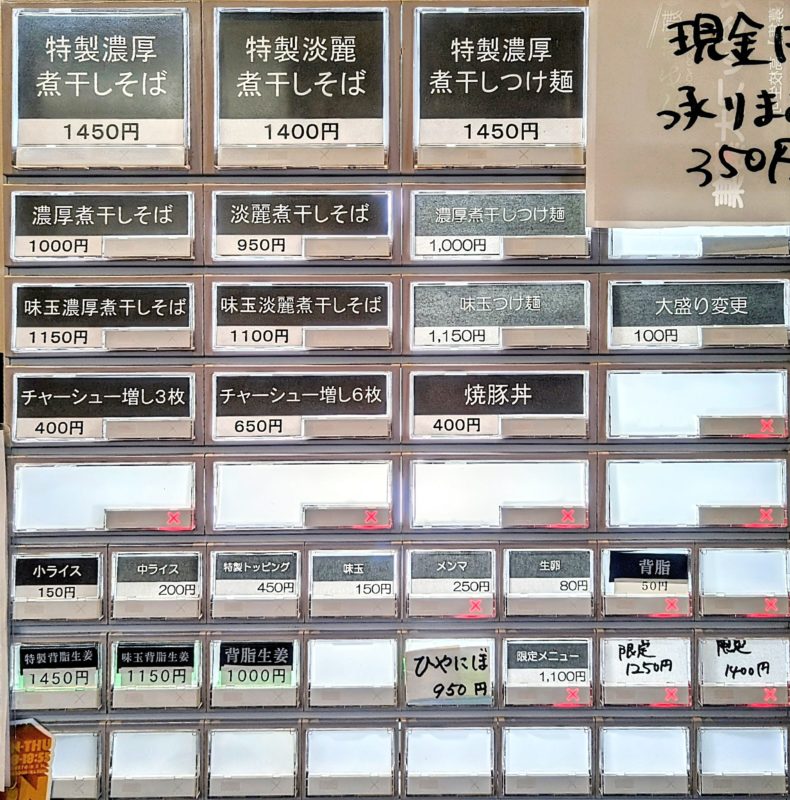 特製濃厚
煮干しそば
1450円
特製淡麗
煮干しそば
1400円
特製濃厚
煮干しつけ麺
1450円
現金
承りま
350円
濃厚煮干しそば
1000円
淡麗煮干しそば
950円
濃厚煮干しつけ麺
1,000円
味玉濃厚煮干しそば
1150円
味玉淡麗煮干しそば
1100円
味玉つけ麺
1,150円
大盛り変更
100円
チャーシュー増し3枚
400円
チャーシュー増し6枚
650円
焼豚丼
400円
小ライス
150円
中ライス
200円
特製トッピング
450円
味玉
150円
メンマ
250円
生卵
80円
背脂
50円
特製背脂生姜
1450円
味玉背脂生姜
1150円
背脂生姜
1000円
ひやにぼ
950円
限定メニュー
1,100円
限定
1250円
限定
1400円